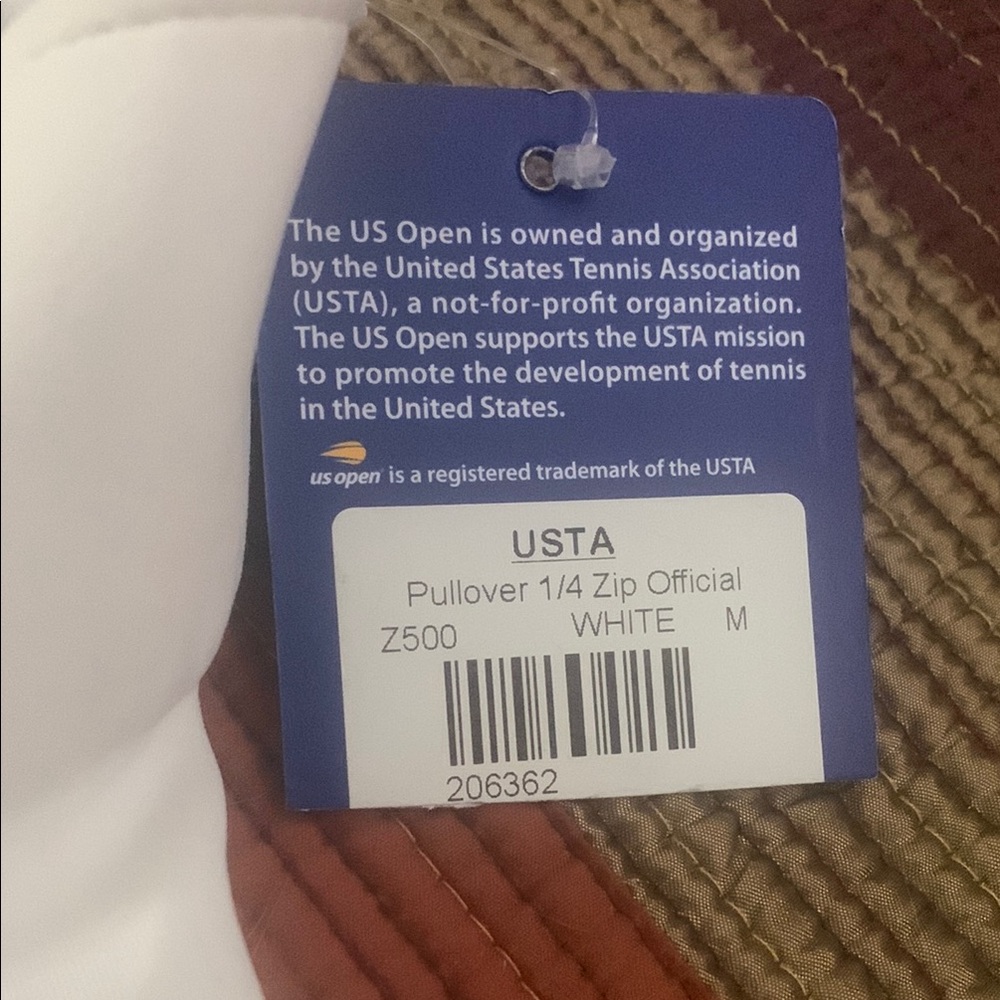 The US Open is owned and organized
by the United States Tennis Association
(USTA), a not-for-profit organization.
The US Open supports the USTA mission
to promote the development of tennis
in the United States.
us open is a registered trademark of the USTA
USTA
Pullover 1/4 Zip Official
Z500 WHITE M
206362